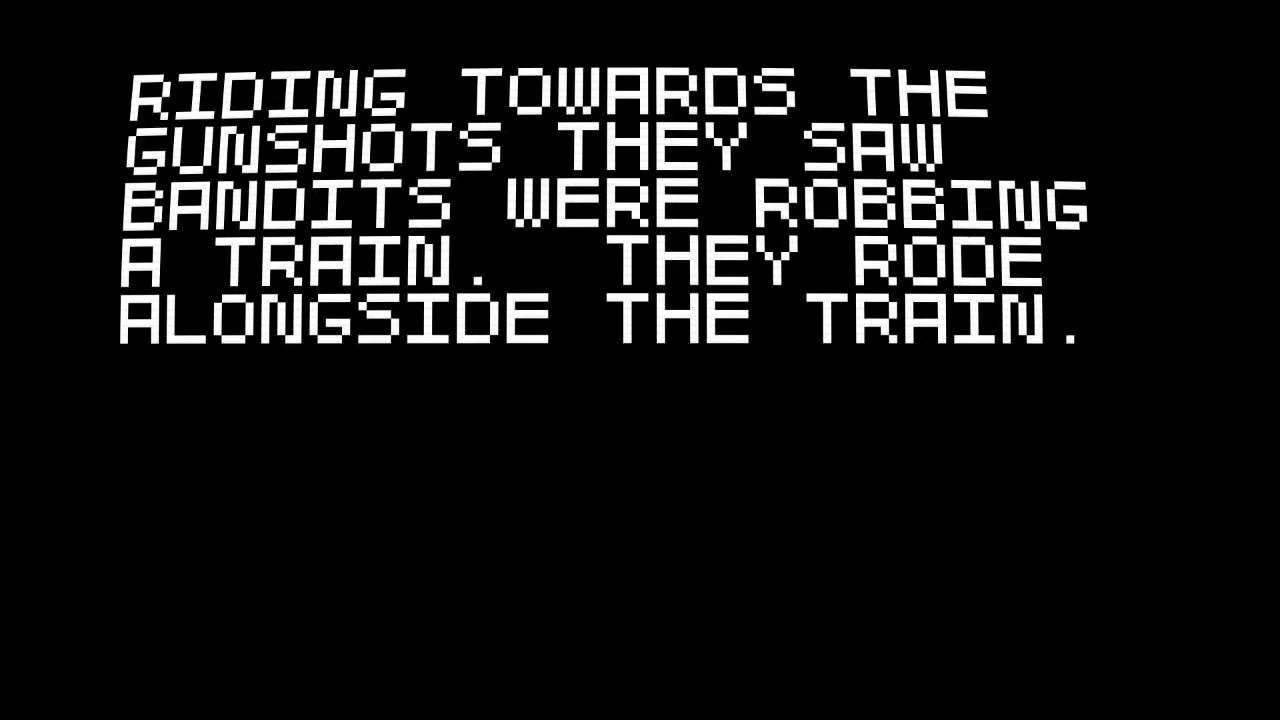 RIDING TOWARDS THE
GUNSHOTS THEY SAW
BANDITS WERE ROBBING
A TRAIN.  THEY RODE
ALONGSIDE THE TRAIN.